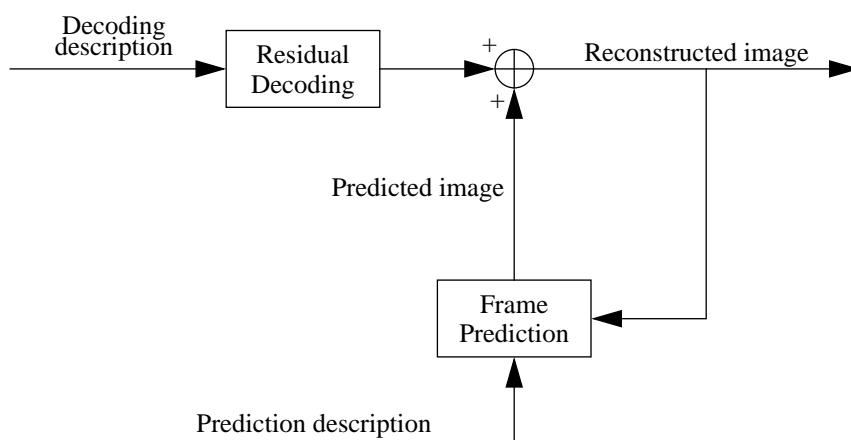 Decoding
description
Residual
Decoding
+
Reconstructed image
+
Predicted image
Frame
Prediction
Prediction description